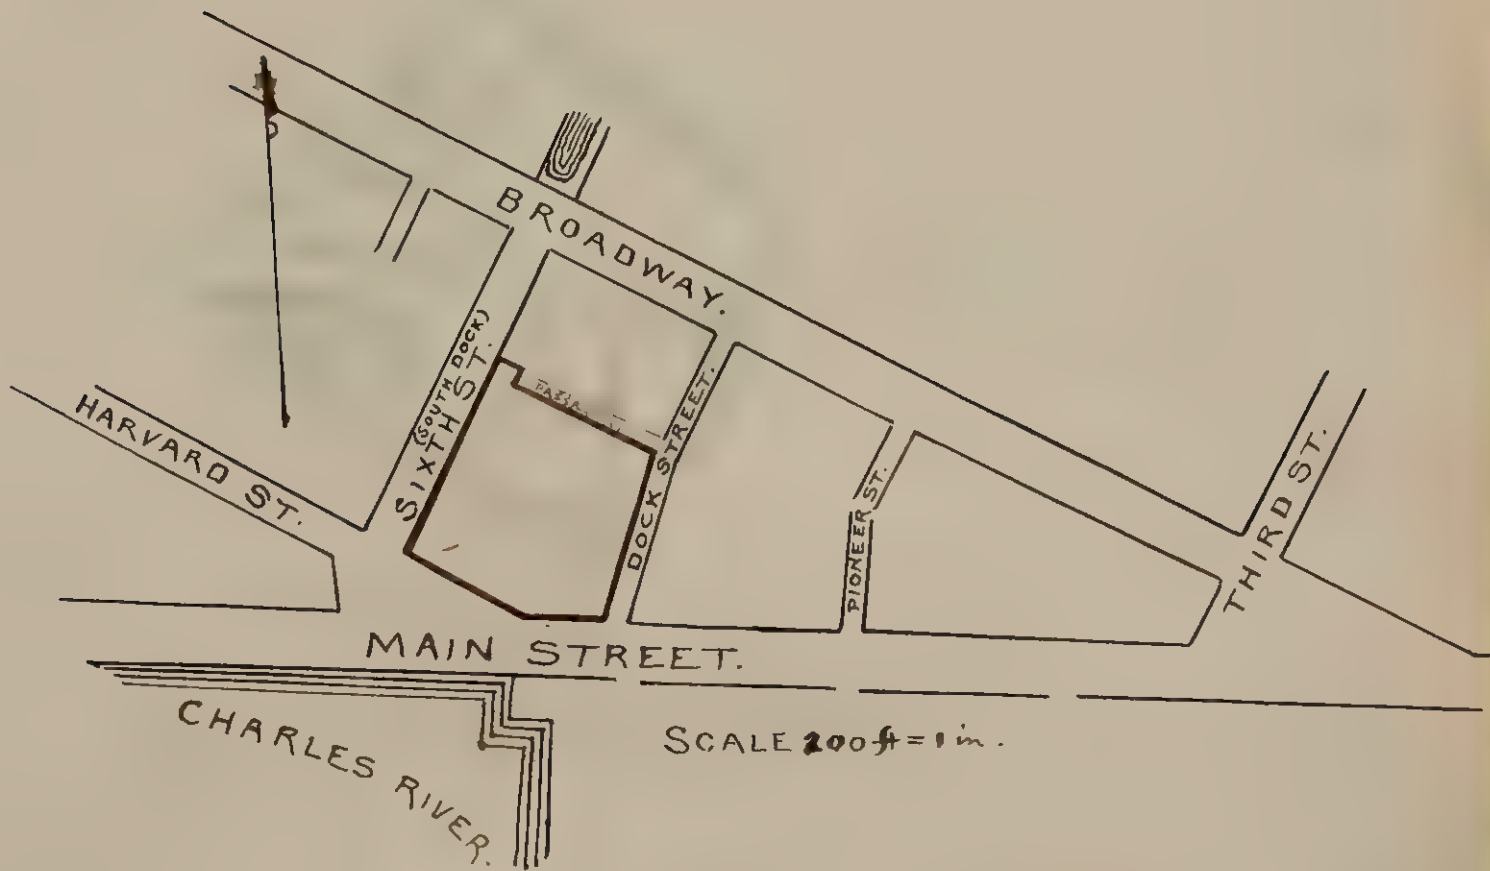 BROADWAY.
(SOUTH DOCK)
SIXTH ST.
HARVARD ST.
DOCK STREET.
PIONEER ST.
THIRD ST.
MAIN STREET.
CHARLES RIVER.
SCALE 200 ft = 1 in.